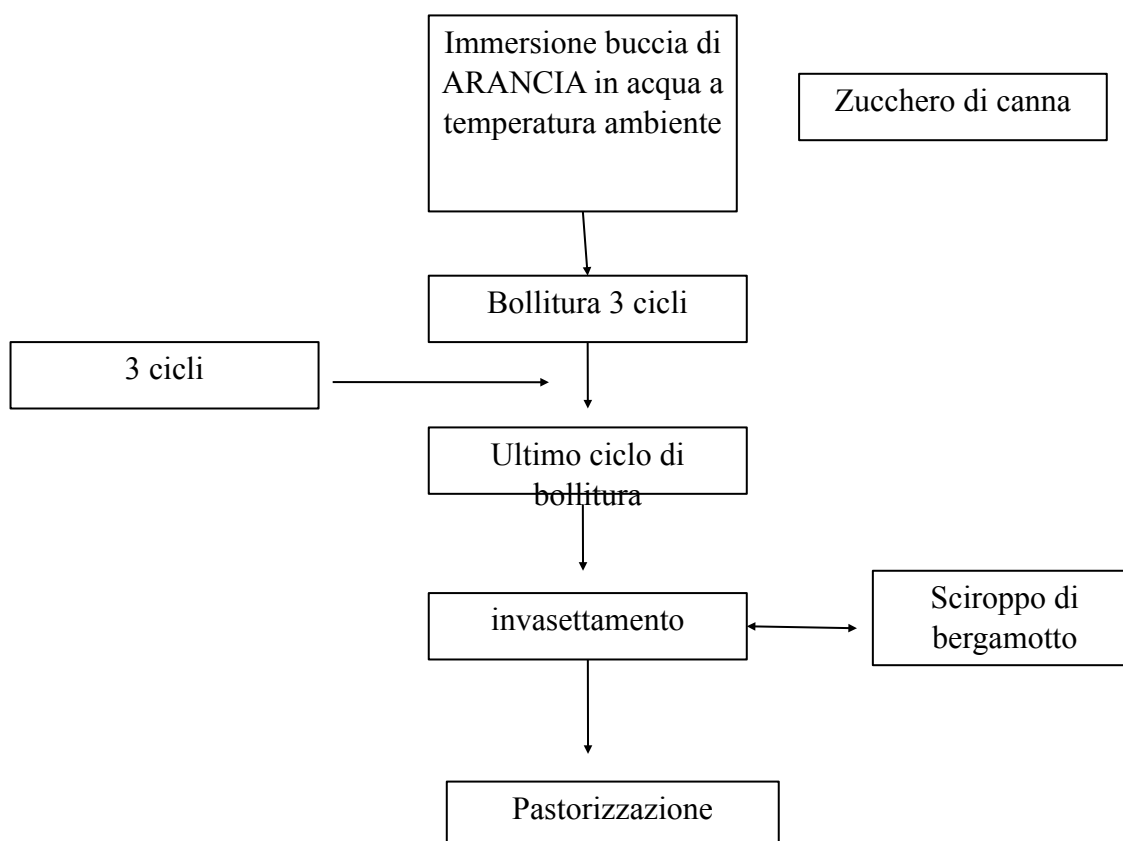 Immersione buccia di
ARANCIA in acqua a
temperatura ambiente
Zucchero di canna
Bollitura 3 cicli
3 cicli
Ultimo ciclo di
bollitura
invasettamento
Sciroppo di
bergamotto
Pastorizzazione